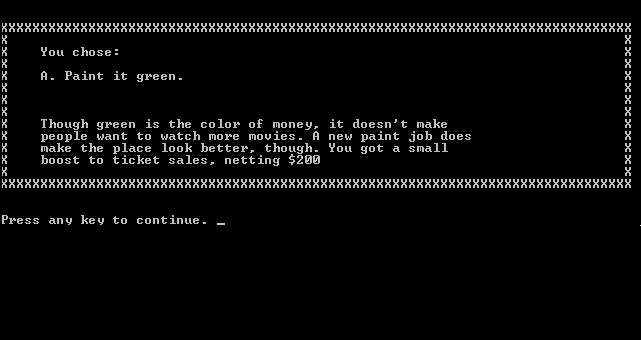 XXXXXXXXXXXXXXXXXXXXXXXXXXXXXXXXXXXXXXXXXXXXXXXXXXXXXXXXXXXXXXXXXXXXXXXXXXXXXXX
X X
X You chose: X
X X
X A. Paint it green. X
X X
X X
X X
X Though green is the color of money, it doesn't make X
X people want to watch more movies. A new paint job does X
X make the place look better, though. You got a small X
X boost to ticket sales, netting $200 X
X X
XXXXXXXXXXXXXXXXXXXXXXXXXXXXXXXXXXXXXXXXXXXXXXXXXXXXXXXXXXXXXXXXXXXXXXXXXXXXXXX
Press any key to continue. _